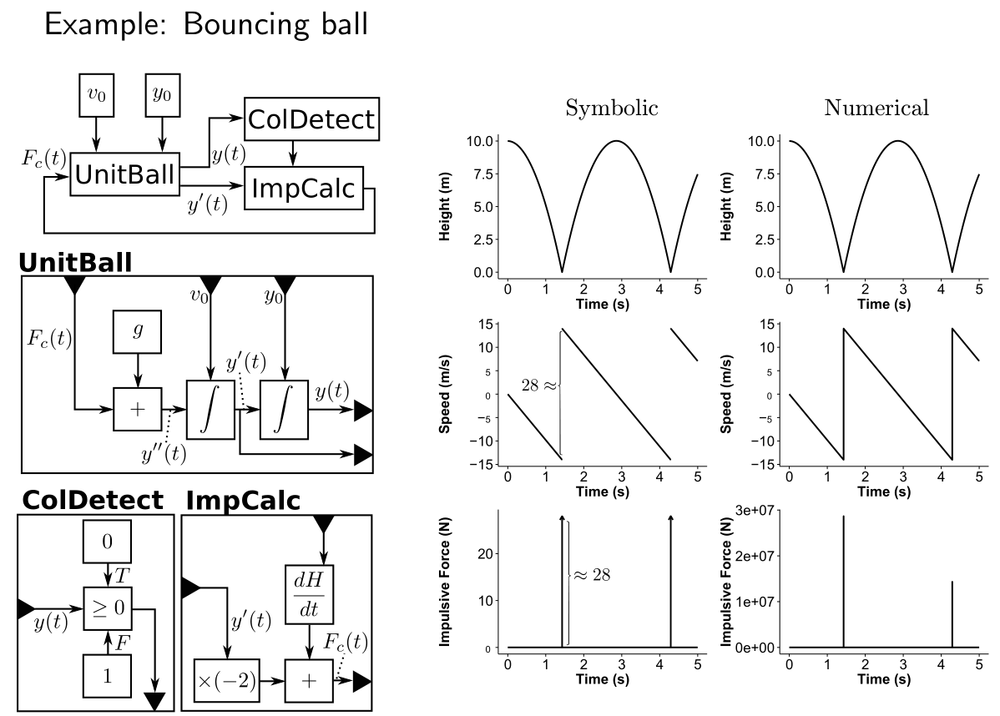 Example: Bouncing ball
v₀
y₀
ColDetect
F_c(t)
UnitBall
y(t)
ImpCalc
y′(t)
UnitBall
v₀
y₀
g
F_c(t)
y′(t)
y(t)
+
∫
∫
y′′(t)
ColDetect
0
T
≥ 0
y(t)
F
1
ImpCalc
dH
dt
y′(t)
F_c(t)
×(−2)
+
Symbolic
Height (m)
10.0
7.5
5.0
2.5
0.0
0 1 2 3 4 5
Time (s)
Speed (m/s)
15
10
5
0
−5
−10
−15
28 ≈
0 1 2 3 4 5
Time (s)
Impulsive Force (N)
20
10
0
≈ 28
0 1 2 3 4 5
Time (s)
Numerical
Height (m)
10.0
7.5
5.0
2.5
0.0
0 1 2 3 4 5
Time (s)
Speed (m/s)
15
10
5
0
−5
−10
−15
0 1 2 3 4 5
Time (s)
Impulsive Force (N)
3e+07
2e+07
1e+07
0e+00
0 1 2 3 4 5
Time (s)